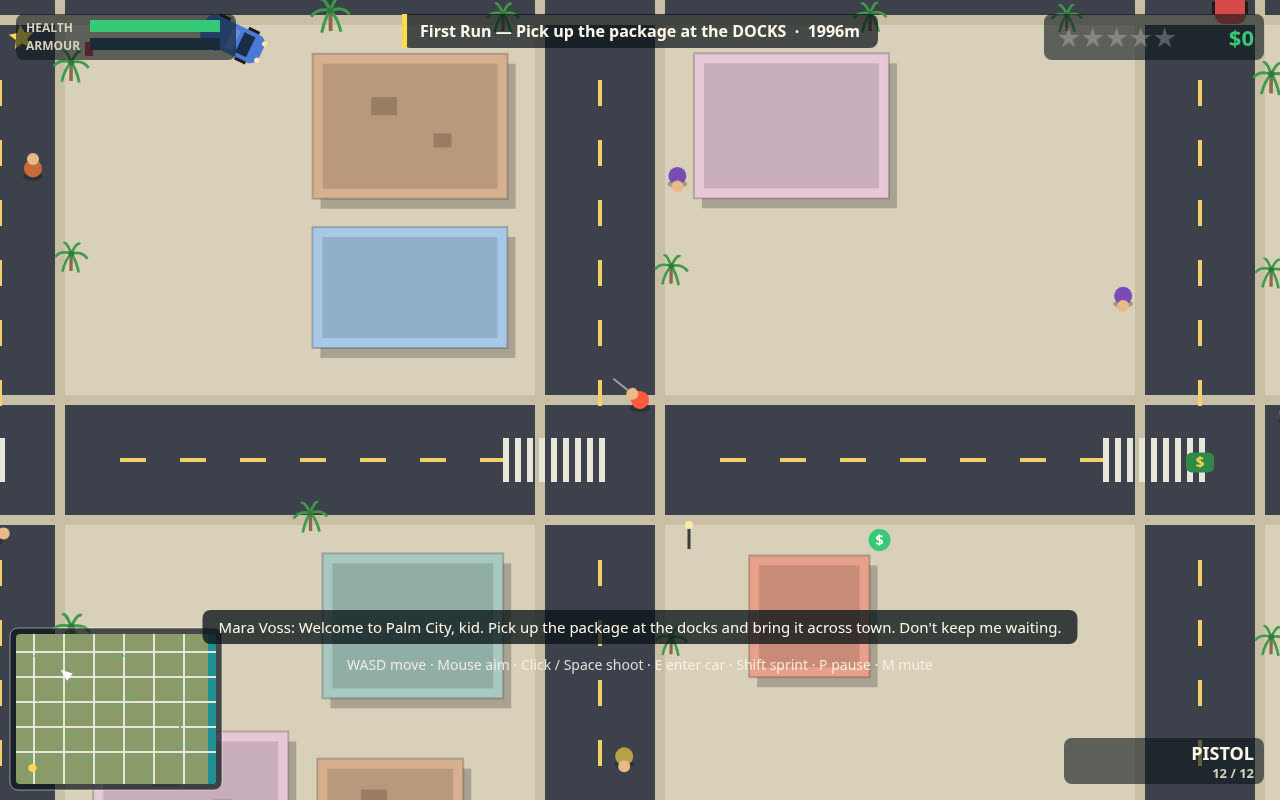 HEALTH
ARMOUR
First Run — Pick up the package at the DOCKS · 1996m
★★★★★ $0
$
$
Mara Voss: Welcome to Palm City, kid. Pick up the package at the docks and bring it across town. Don't keep me waiting.
WASD move · Mouse aim · Click / Space shoot · E enter car · Shift sprint · P pause · M mute
PISTOL
12 / 12